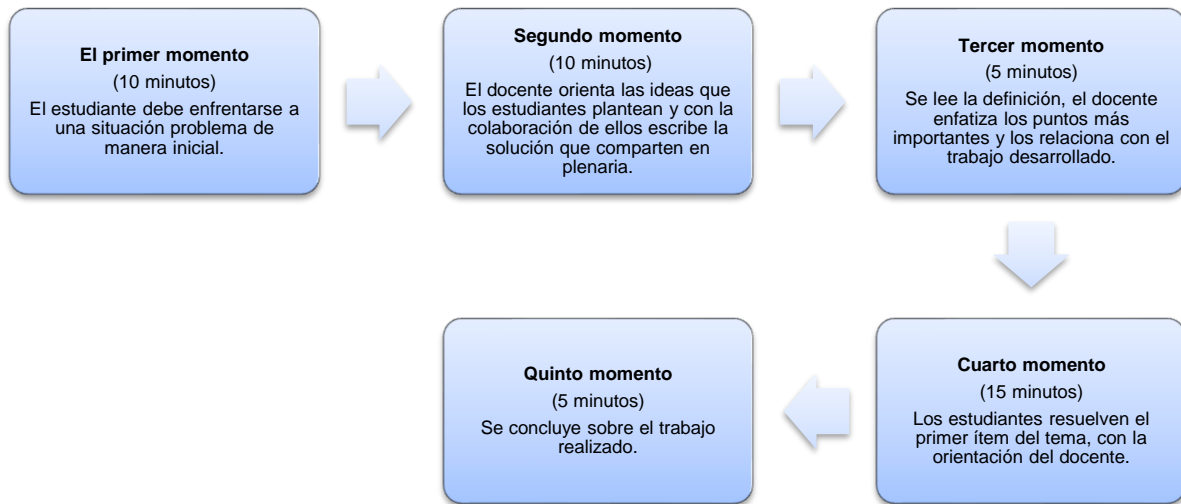 El primer momento
(10 minutos)
El estudiante debe enfrentarse a
una situación problema de
manera inicial.
Segundo momento
(10 minutos)
El docente orienta las ideas que
los estudiantes plantean y con la
colaboración de ellos escribe la
solución que comparten en
plenaria.
Tercer momento
(5 minutos)
Se lee la definición, el docente
enfatiza los puntos más
importantes y los relaciona con el
trabajo desarrollado.
Cuarto momento
(15 minutos)
Los estudiantes resuelven el
primer ítem del tema, con la
orientación del docente.
Quinto momento
(5 minutos)
Se concluye sobre el trabajo
realizado.